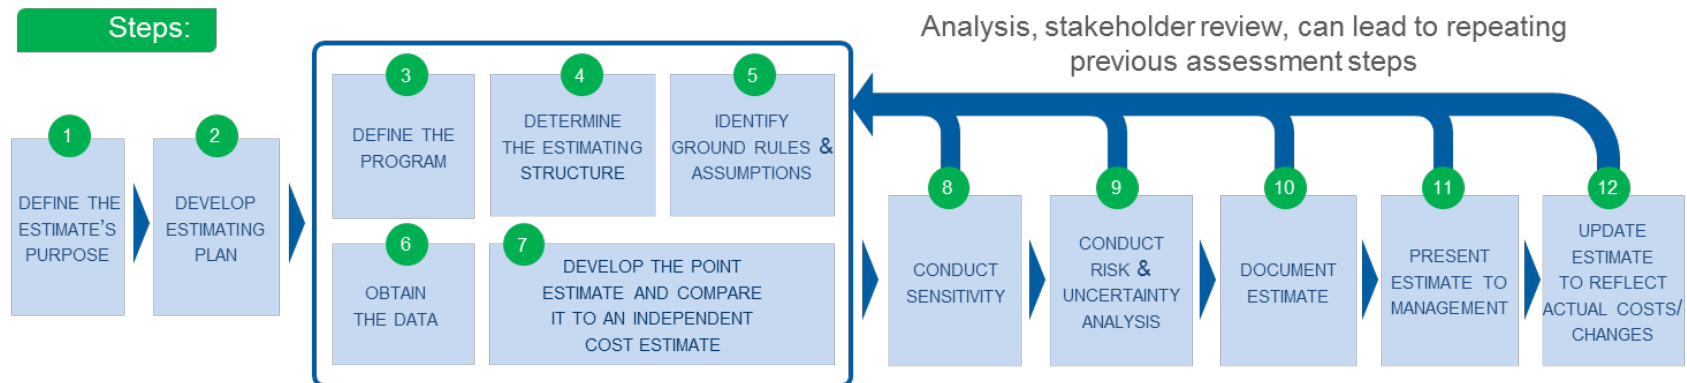 Steps:
Analysis, stakeholder review, can lead to repeating
previous assessment steps
1
DEFINE THE
ESTIMATE'S
PURPOSE
2
DEVELOP
ESTIMATING
PLAN
3
DEFINE THE
PROGRAM
4
DETERMINE
THE ESTIMATING
STRUCTURE
5
IDENTIFY
GROUND RULES &
ASSUMPTIONS
6
OBTAIN
THE DATA
7
DEVELOP THE POINT
ESTIMATE AND COMPARE
IT TO AN INDEPENDENT
COST ESTIMATE
8
CONDUCT
SENSITIVITY
9
CONDUCT
RISK &
UNCERTAINTY
ANALYSIS
10
DOCUMENT
ESTIMATE
11
PRESENT
ESTIMATE TO
MANAGEMENT
12
UPDATE
ESTIMATE
TO REFLECT
ACTUAL COSTS/
CHANGES